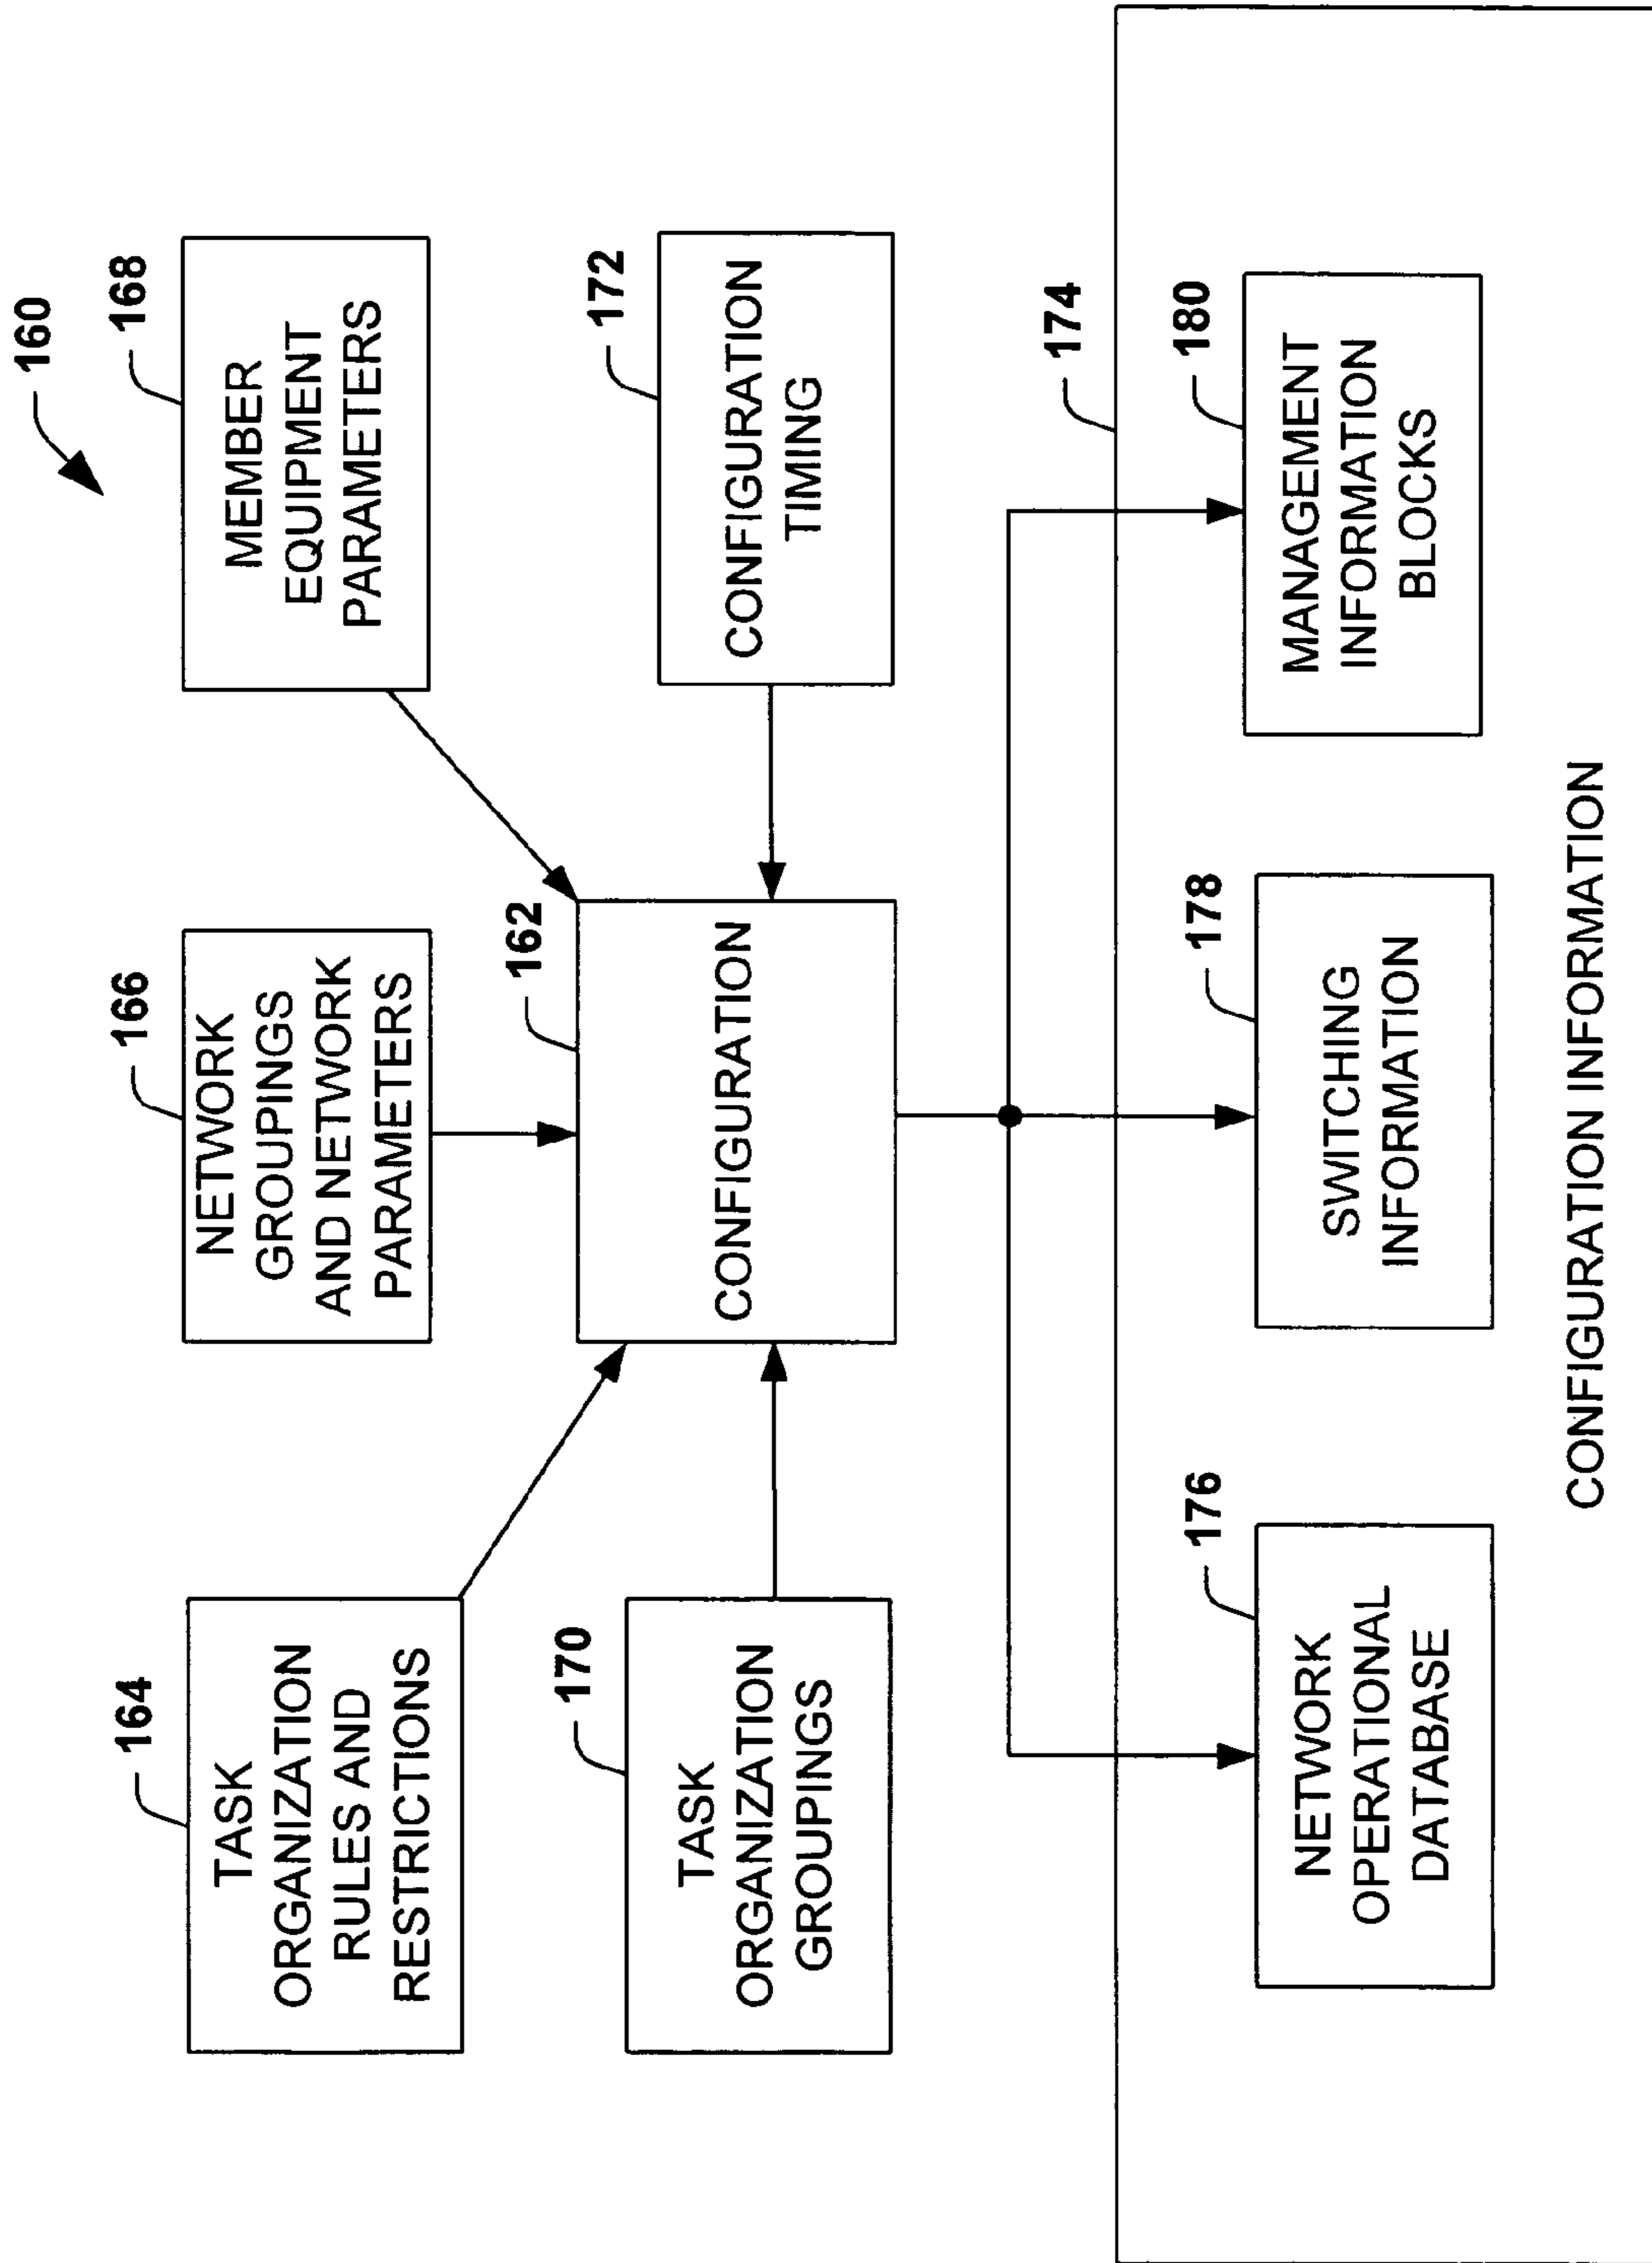 160
164
TASK
ORGANIZATION
RULES AND
RESTRICTIONS
166
NETWORK
GROUPINGS
AND NETWORK
PARAMETERS
168
MEMBER
EQUIPMENT
PARAMETERS
170
TASK
ORGANIZATION
GROUPINGS
162
CONFIGURATION
172
CONFIGURATION
TIMING
174
176
NETWORK
OPERATIONAL
DATABASE
178
SWITCHING
INFORMATION
180
MANAGEMENT
INFORMATION
BLOCKS
CONFIGURATION INFORMATION